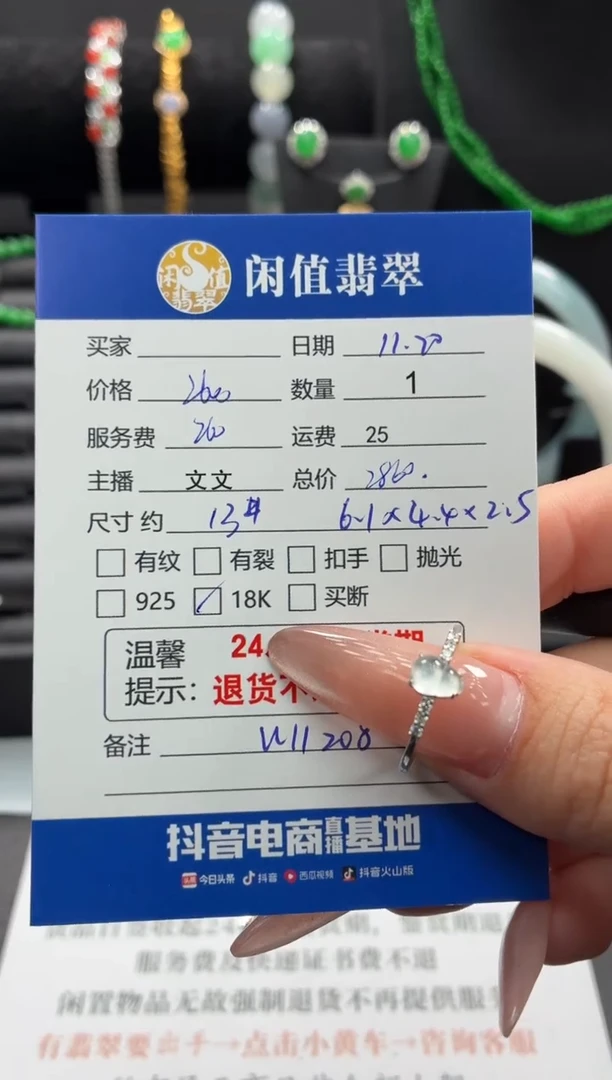 闲值翡翠
闲值翡翠
买家 日期 11.20
价格 2600 数量 1
服务费 260 运费 25
主播 文文 总价 2860.
尺寸 约 13# 6.1×4.4×2.5
有纹 有裂 扣手 抛光
925 18K 买断
温馨 24
提示：退货不
备注 W11208
抖音电商直播基地
头条 今日头条 抖音 西瓜视频 抖音火山版
服务费及快递证书费不退
闲置物品无故强制退货不再提供服
有翡翠要出手→点击小黄车→咨询客服